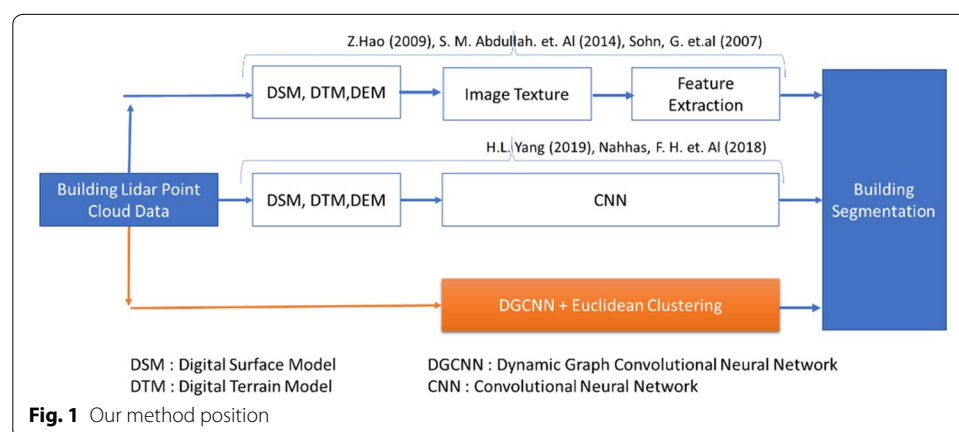 Z.Hao (2009), S. M. Abdullah. et. Al (2014), Sohn, G. et.al (2007)
DSM, DTM,DEM
Image Texture
Feature
Extraction
H.L. Yang (2019), Nahhas, F. H. et. Al (2018)
Building Lidar Point
Cloud Data
DSM, DTM,DEM
CNN
Building
Segmentation
DGCNN + Euclidean Clustering
DSM : Digital Surface Model
DTM : Digital Terrain Model
DGCNN : Dynamic Graph Convolutional Neural Network
CNN : Convolutional Neural Network
Fig. 1 Our method position